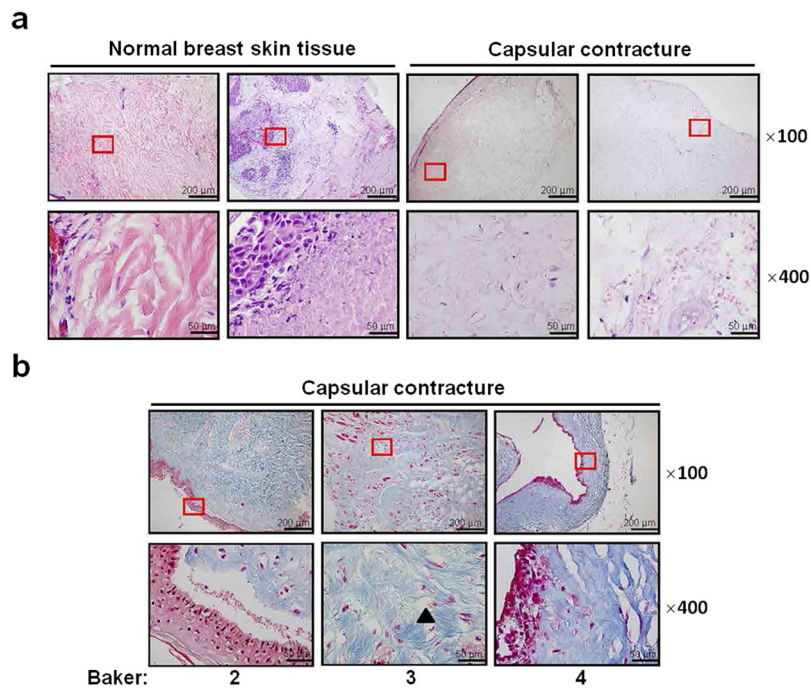 a
Normal breast skin tissue Capsular contracture
200 µm 200 µm 200 µm 200 µm ×100
50 µm 50 µm 50 µm 50 µm ×400
b
Capsular contracture
200 µm 200 µm 200 µm ×100
50 µm 50 µm 50 µm ×400
Baker: 2 3 4